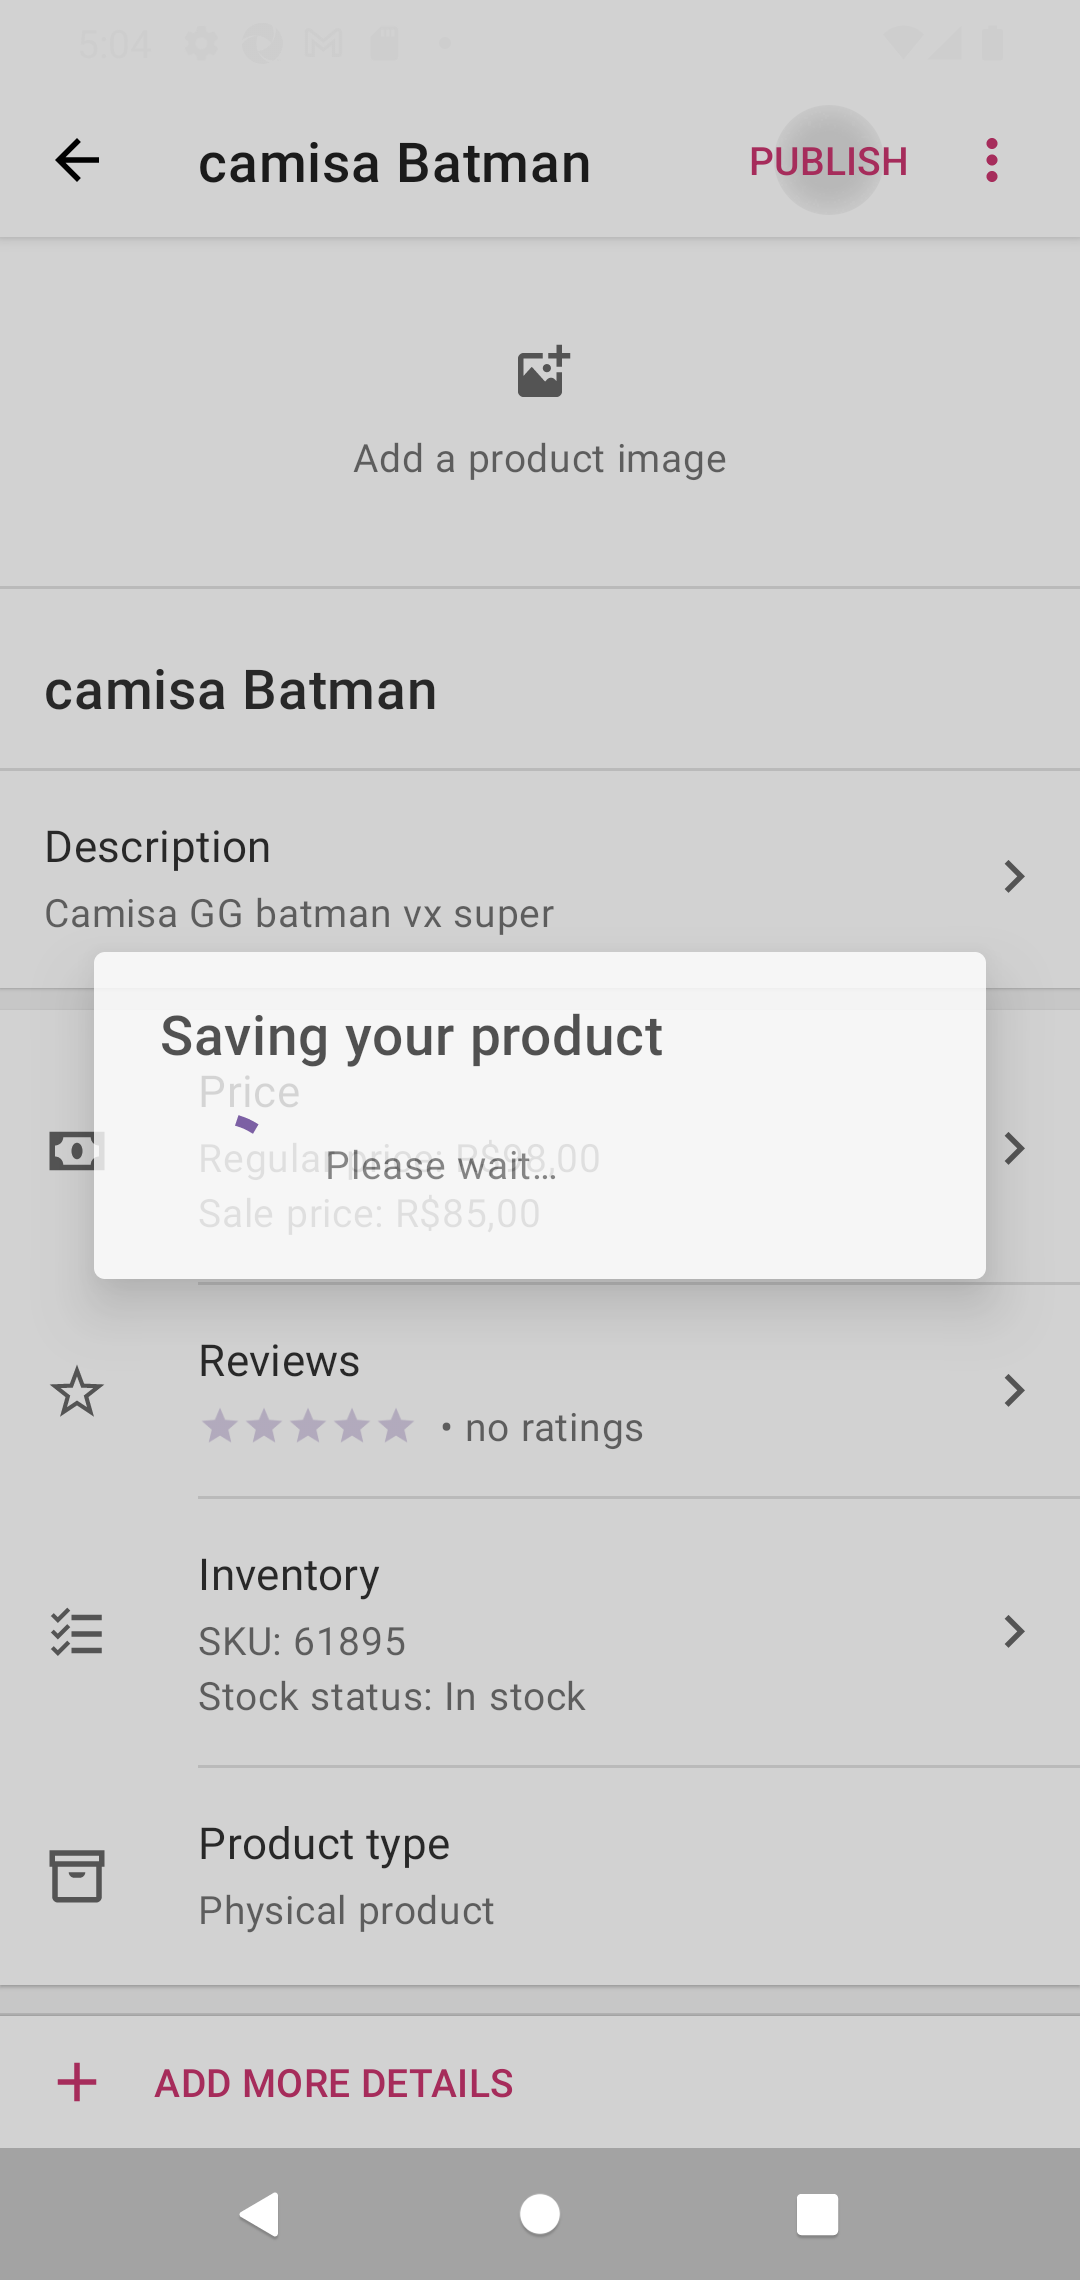 5:04
camisa Batman
PUBLISH
Add a product image
camisa Batman
Description
Camisa GG batman vx super
Saving your product
Price
Regular price: R$98,00
Please wait…
Sale price: R$85,00
Reviews
• no ratings
Inventory
SKU: 61895
Stock status: In stock
Product type
Physical product
ADD MORE DETAILS